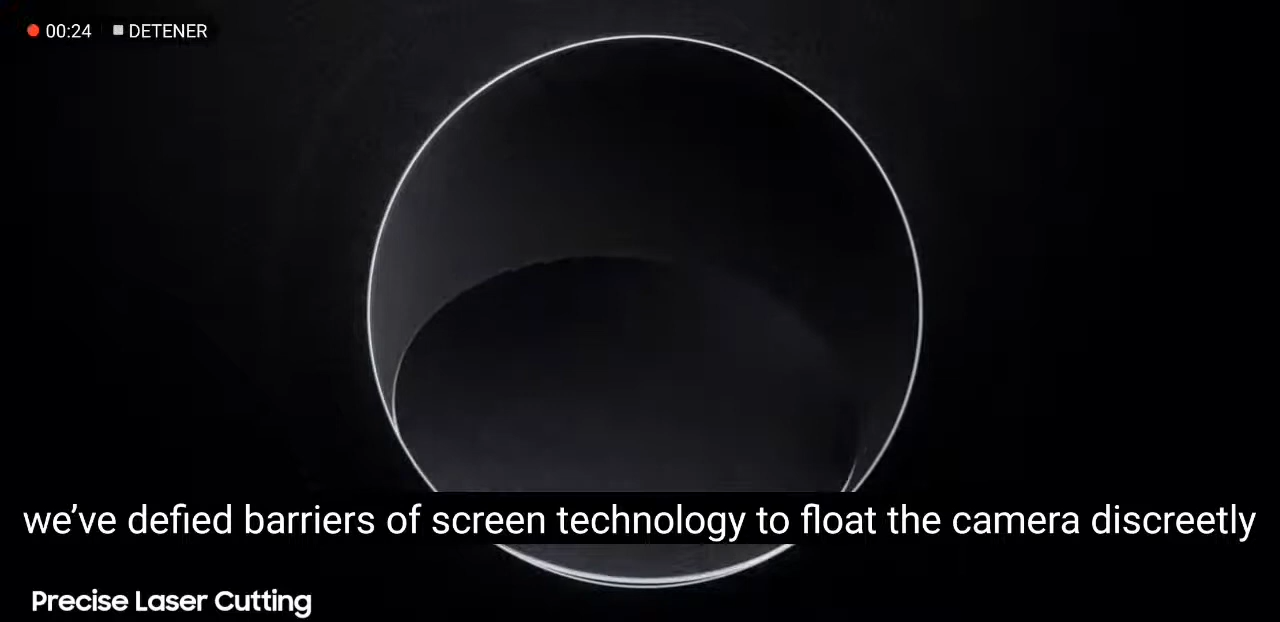 00:24 DETENER
we’ve defied barriers of screen technology to float the camera discreetly
Precise Laser Cutting